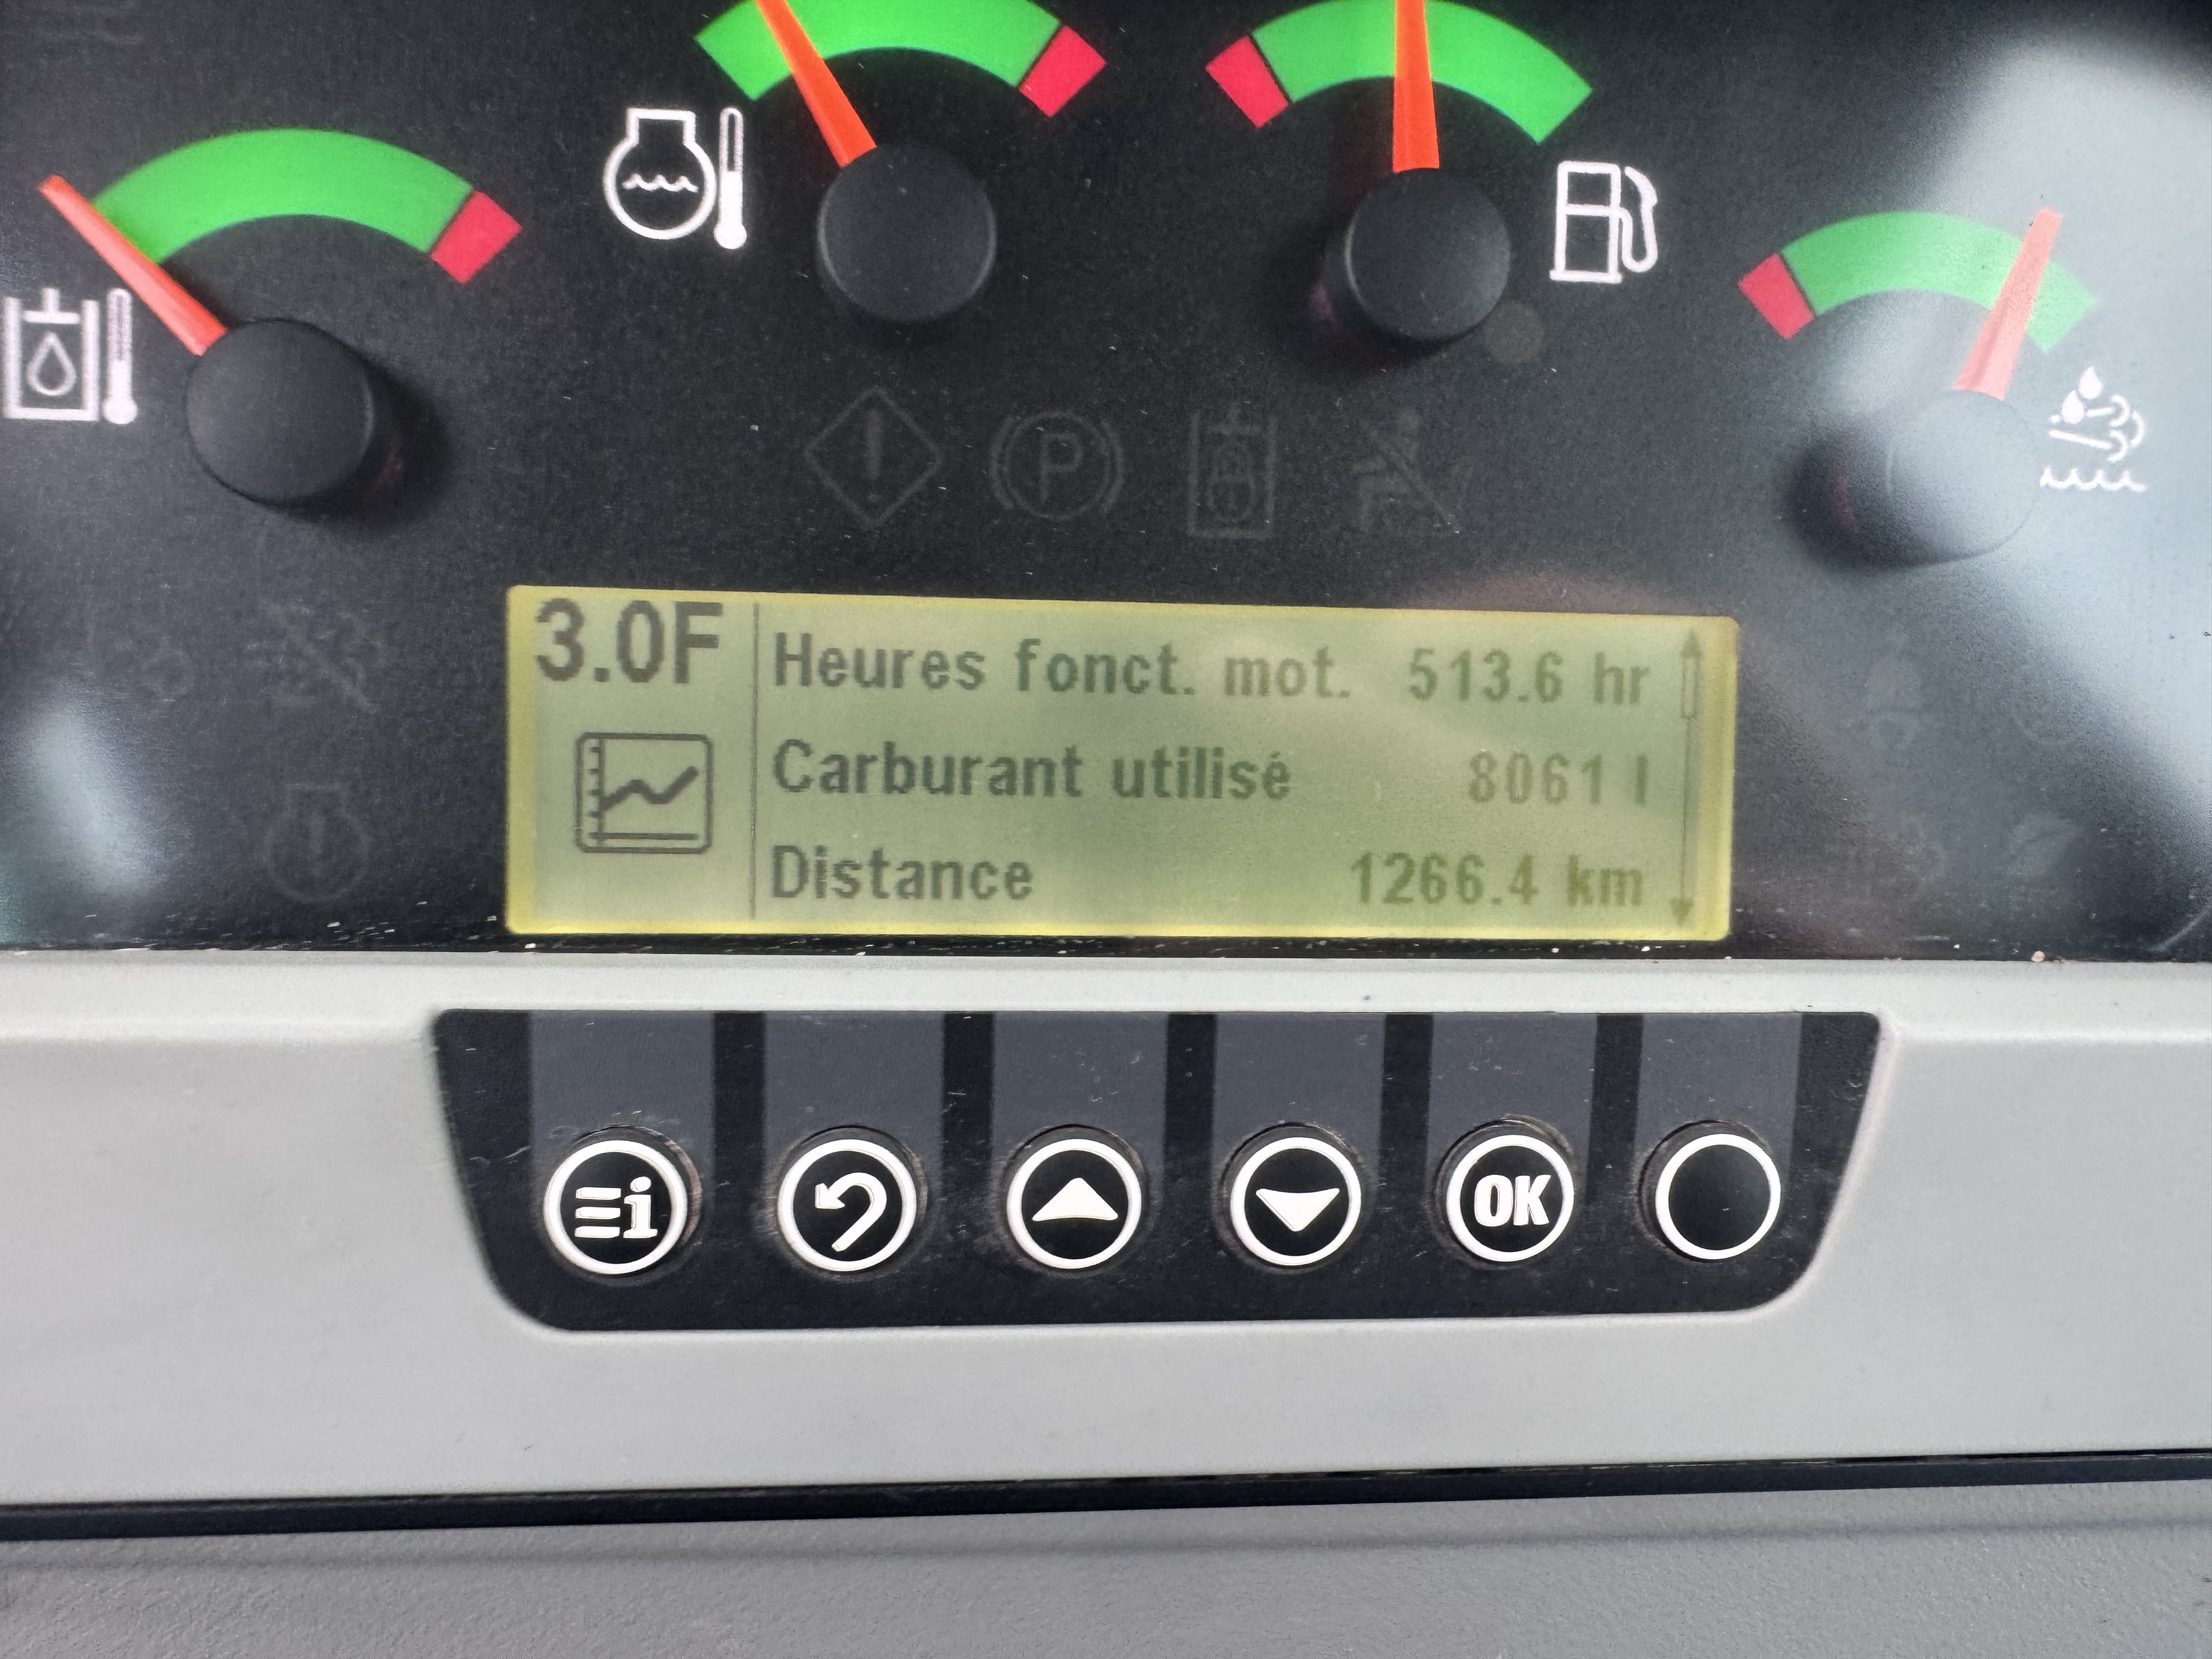 P
3.0F
Heures fonct. mot. 513.6 hr
Carburant utilisé 8061 l
Distance 1266.4 km
i
OK